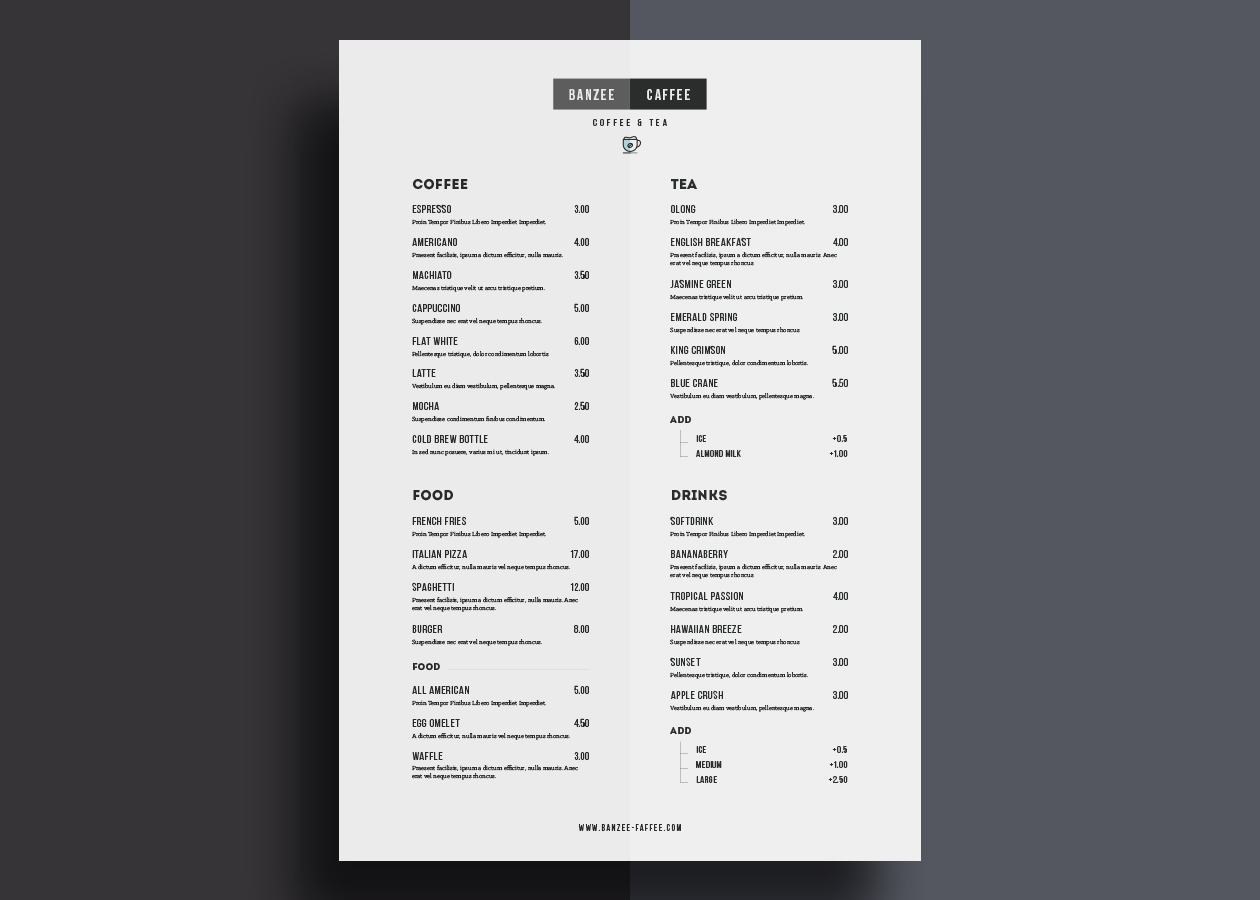 BANZEE CAFFEE
COFFEE & TEA
COFFEE
ESPRESSO 3.00
Proin Tempor Finibus Libero Imperdiet Imperdiet.
AMERICANO 4.00
Praesent facilisis, ipsum a dictum efficitur, nulla mauris.
MACHIATO 3.50
Maecenas tristique velit ut arcu tristique pretium.
CAPPUCCINO 5.00
Suspendisse nec erat vel neque tempus rhoncus.
FLAT WHITE 6.00
Pellentesque tristique, dolor condimentum lobortis
LATTE 3.50
Vestibulum eu diam vestibulum, pellentesque magna.
MOCHA 2.50
Suspendisse condimentum finibus condimentum.
COLD BREW BOTTLE 4.00
In sed nunc posuere, varius mi ut, tincidunt ipsum.
TEA
OLONG 3.00
Proin Tempor Finibus Libero Imperdiet Imperdiet.
ENGLISH BREAKFAST 4.00
Praesent facilisis, ipsum a dictum efficitur, nulla mauris Anec
erat vel neque tempus rhoncus
JASMINE GREEN 3.00
Maecenas tristique velit ut arcu tristique pretium.
EMERALD SPRING 3.00
Suspendisse nec erat vel neque tempus rhoncus
KING CRIMSON 5.00
Pellentesque tristique, dolor condimentum lobortis.
BLUE CRANE 5.50
Vestibulum eu diam vestibulum, pellentesque magna.
ADD
ICE +0.5
ALMOND MILK +1.00
FOOD
FRENCH FRIES 5.00
Proin Tempor Finibus Libero Imperdiet Imperdiet.
ITALIAN PIZZA 17.00
A dictum efficitur, nulla mauris vel neque tempus rhoncus.
SPAGHETTI 12.00
Praesent facilisis, ipsum a dictum efficitur, nulla mauris. Anec
erat vel neque tempus rhoncus.
BURGER 8.00
Suspendisse nec erat vel neque tempus rhoncus.
FOOD
ALL AMERICAN 5.00
Proin Tempor Finibus Libero Imperdiet Imperdiet.
EGG OMELET 4.50
A dictum efficitur, nulla mauris vel neque tempus rhoncus.
WAFFLE 3.00
Praesent facilisis, ipsum a dictum efficitur, nulla mauris. Anec
erat vel neque tempus rhoncus.
DRINKS
SOFTDRINK 3.00
Proin Tempor Finibus Libero Imperdiet Imperdiet.
BANANABERRY 2.00
Praesent facilisis, ipsum a dictum efficitur, nulla mauris Anec
erat vel neque tempus rhoncus
TROPICAL PASSION 4.00
Maecenas tristique velit ut arcu tristique pretium.
HAWAIIAN BREEZE 2.00
Suspendisse nec erat vel neque tempus rhoncus
SUNSET 3.00
Pellentesque tristique, dolor condimentum lobortis.
APPLE CRUSH 3.00
Vestibulum eu diam vestibulum, pellentesque magna.
ADD
ICE +0.5
MEDIUM +1.00
LARGE +2.50
WWW.BANZEE-FAFFEE.COM